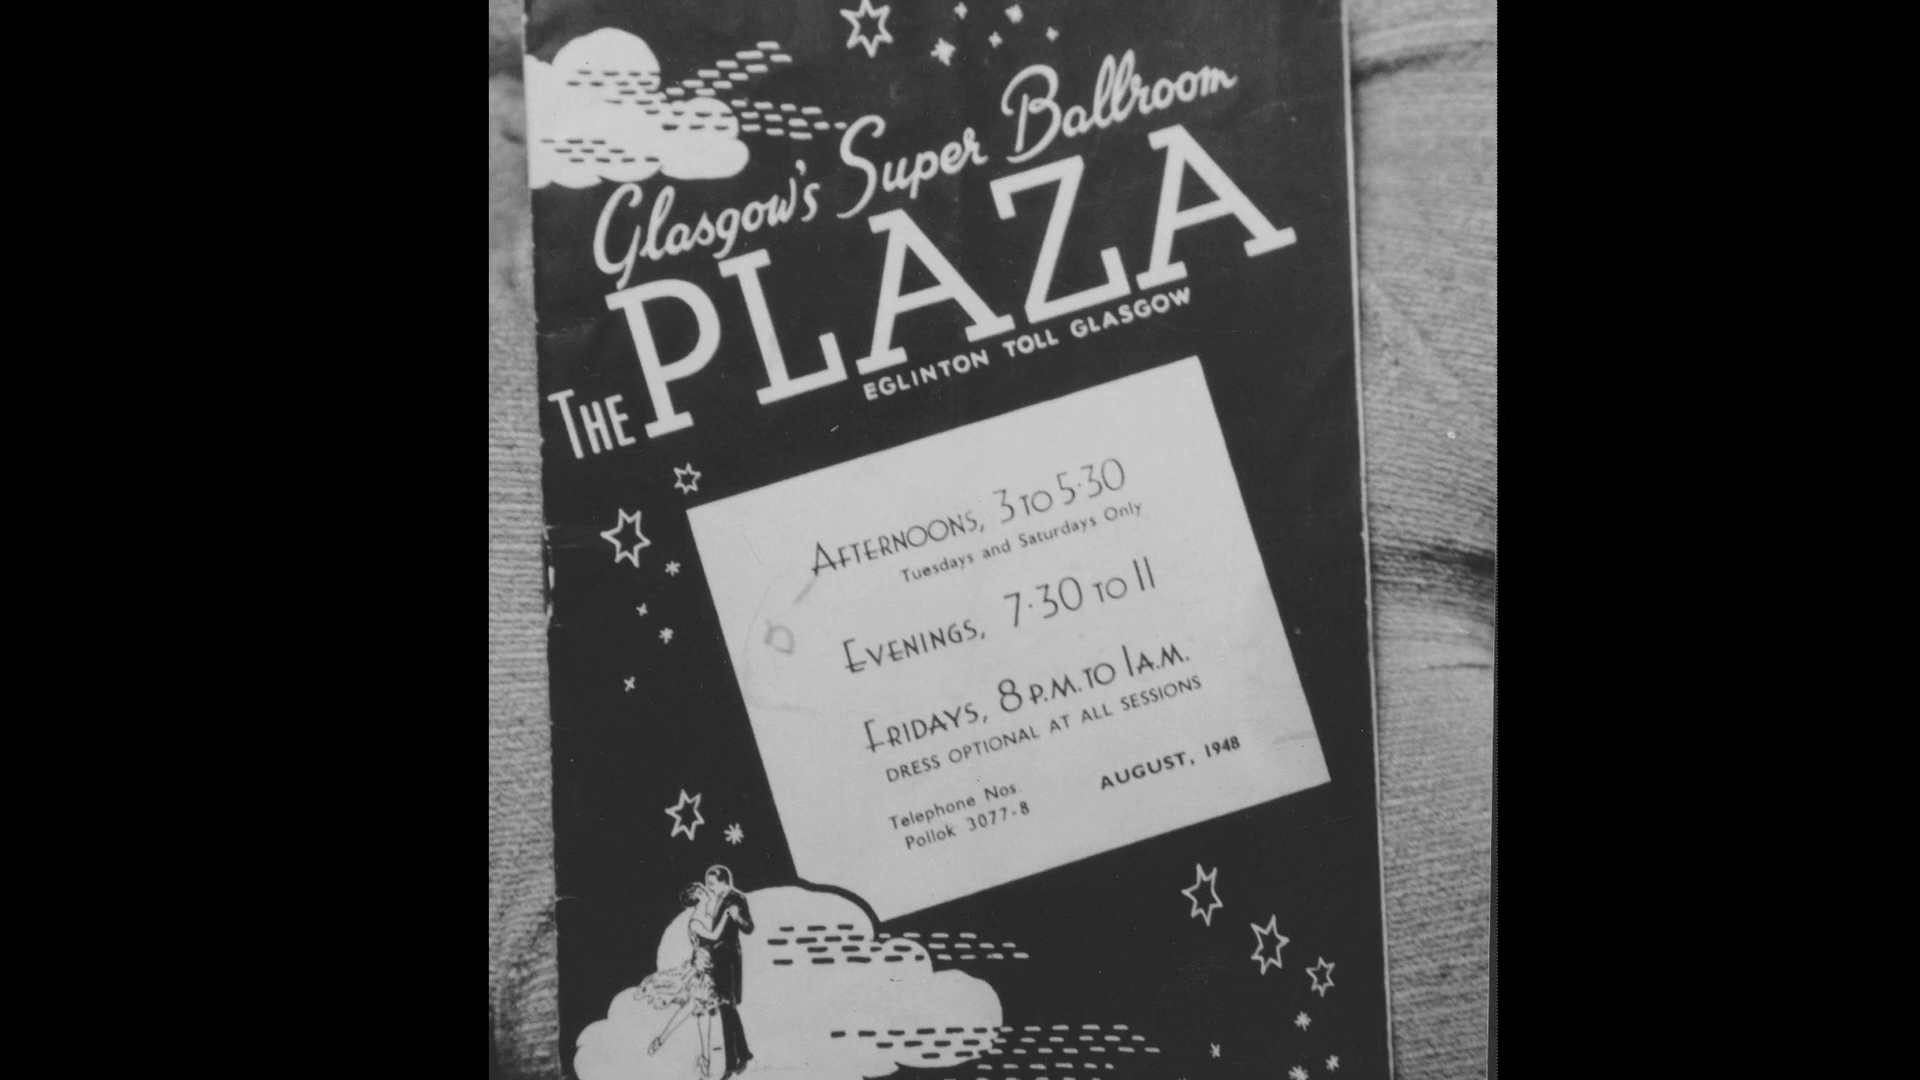 Glasgow's Super Ballroom
THE PLAZA
EGLINTON TOLL GLASGOW
AFTERNOONS, 3 TO 5·30
Tuesdays and Saturdays Only
EVENINGS, 7·30 TO 11
FRIDAYS, 8 P.M. TO 1 A.M.
DRESS OPTIONAL AT ALL SESSIONS
Telephone Nos.
Pollok 3077-8
AUGUST, 1948